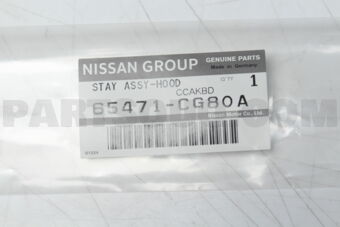 NISSAN GROUP
GENUINE PARTS
Made in Germany
STAY ASSY-HOOD
Q'TY
1
CCAKBD
65471-CG80A
Nissan Motor Co., Ltd.